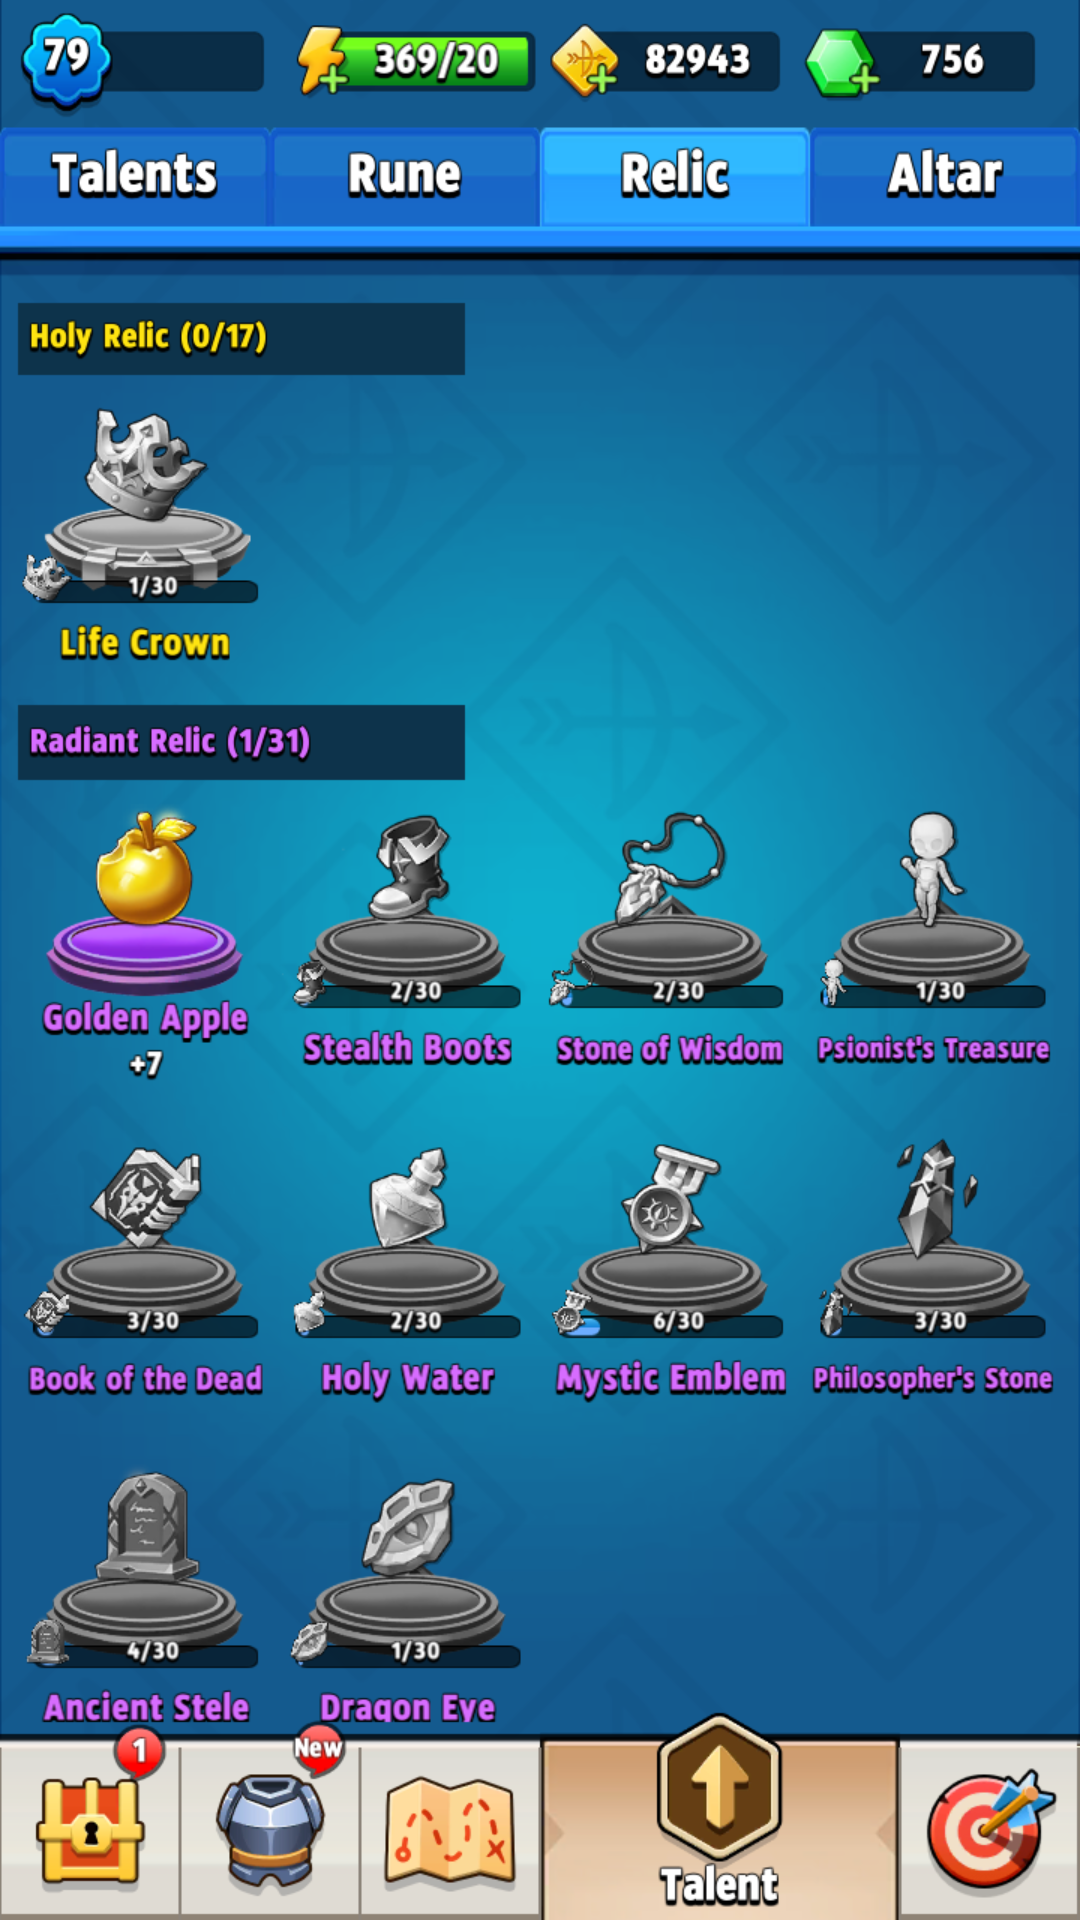 79 369/20 82943 756
Talents Rune Relic Altar
Holy Relic (0/17)
1/30
Life Crown
Radiant Relic (1/31)
2/30 2/30 1/30
Golden Apple Stealth Boots Stone of Wisdom Psionist's Treasure
+7
3/30 2/30 6/30 3/30
Book of the Dead Holy Water Mystic Emblem Philosopher's Stone
4/30 1/30
Ancient Stele Dragon Eye
1 New
Talent